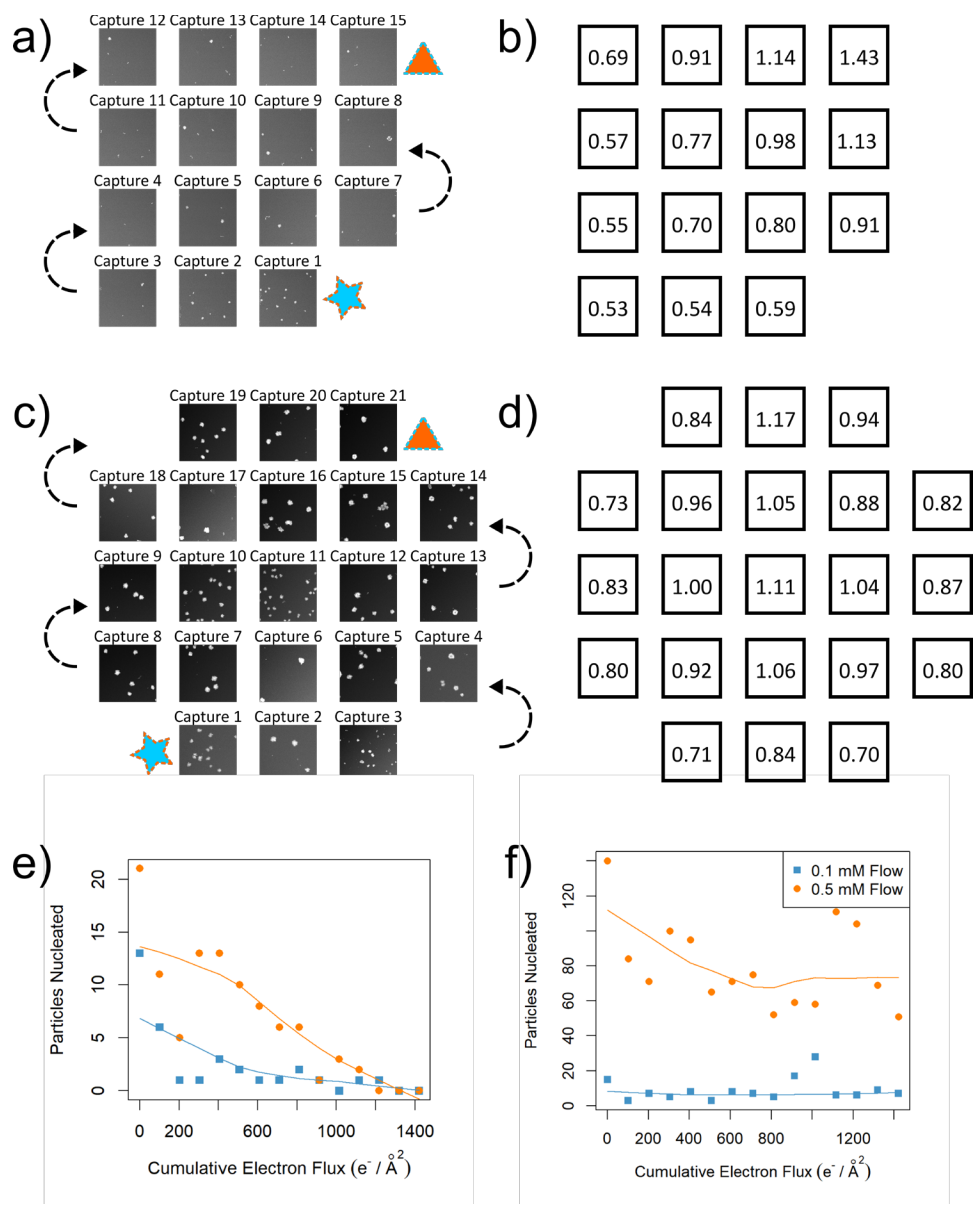 a)
Capture 12 Capture 13 Capture 14 Capture 15
Capture 11 Capture 10 Capture 9 Capture 8
Capture 4 Capture 5 Capture 6 Capture 7
Capture 3 Capture 2 Capture 1
b)
0.69 0.91 1.14 1.43
0.57 0.77 0.98 1.13
0.55 0.70 0.80 0.91
0.53 0.54 0.59
c)
Capture 19 Capture 20 Capture 21
Capture 18 Capture 17 Capture 16 Capture 15 Capture 14
Capture 9 Capture 10 Capture 11 Capture 12 Capture 13
Capture 8 Capture 7 Capture 6 Capture 5 Capture 4
Capture 1 Capture 2 Capture 3
d)
0.84 1.17 0.94
0.73 0.96 1.05 0.88 0.82
0.83 1.00 1.11 1.04 0.87
0.80 0.92 1.06 0.97 0.80
0.71 0.84 0.70
e)
Particles Nucleated
20
15
10
5
0
0 200 600 1000 1400
Cumulative Electron Flux (e⁻ / Å²)
f)
0.1 mM Flow
0.5 mM Flow
Particles Nucleated
120
80
60
40
20
0
0 200 400 600 800 1200
Cumulative Electron Flux (e⁻ / Å²)